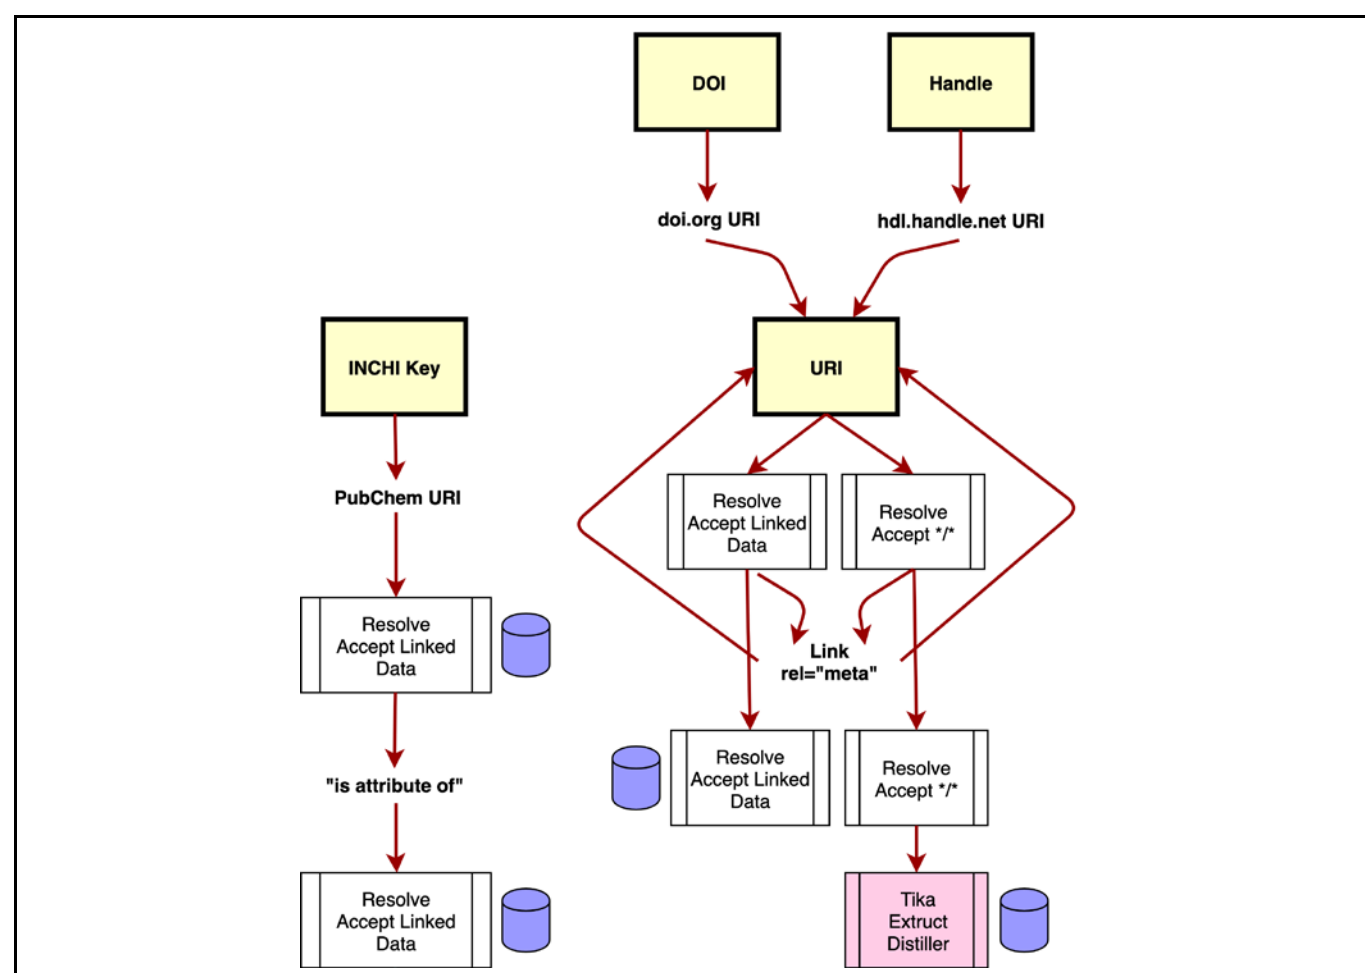 DOI
Handle
doi.org URI
hdl.handle.net URI
INCHI Key
URI
PubChem URI
Resolve
Accept Linked
Data
Resolve
Accept */*
Resolve
Accept Linked
Data
Link
rel="meta"
"is attribute of"
Resolve
Accept Linked
Data
Resolve
Accept */*
Resolve
Accept Linked
Data
Tika
Extruct
Distiller